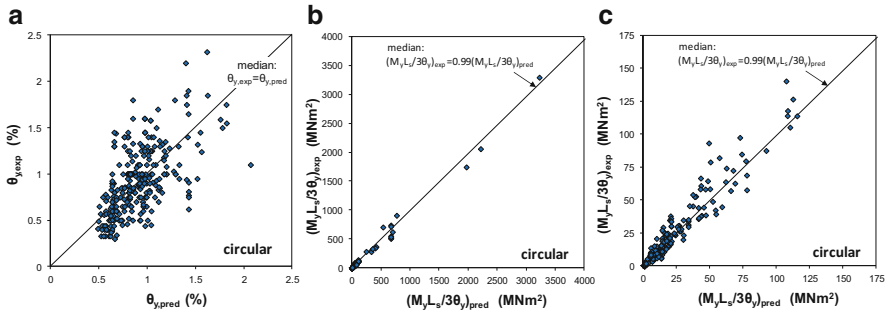 a
2.5
2
1.5
1
0.5
0
0
0.5
1
1.5
2
2.5
θy,exp (%)
θy,pred (%)
median:
θy,exp=θy,pred
circular
b
4000
3500
3000
2500
2000
1500
1000
500
0
0
500
1000
1500
2000
2500
3000
3500
4000
(MyLs/3θy)exp (MNm²)
(MyLs/3θy)pred (MNm²)
median:
(MyLs/3θy)exp=0.99(MyLs/3θy)pred
circular
c
175
150
125
100
75
50
25
0
0
25
50
75
100
125
150
175
(MyLs/3θy)exp (MNm²)
(MyLs/3θy)pred (MNm²)
median:
(MyLs/3θy)exp=0.99(MyLs/3θy)pred
circular